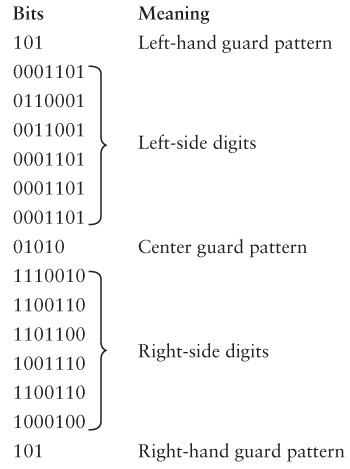 Bits Meaning
101 Left-hand guard pattern
0001101
0110001
0011001
Left-side digits
0001101
0001101
0001101
01010 Center guard pattern
1110010
1100110
1101100
Right-side digits
1001110
1100110
1000100
101 Right-hand guard pattern